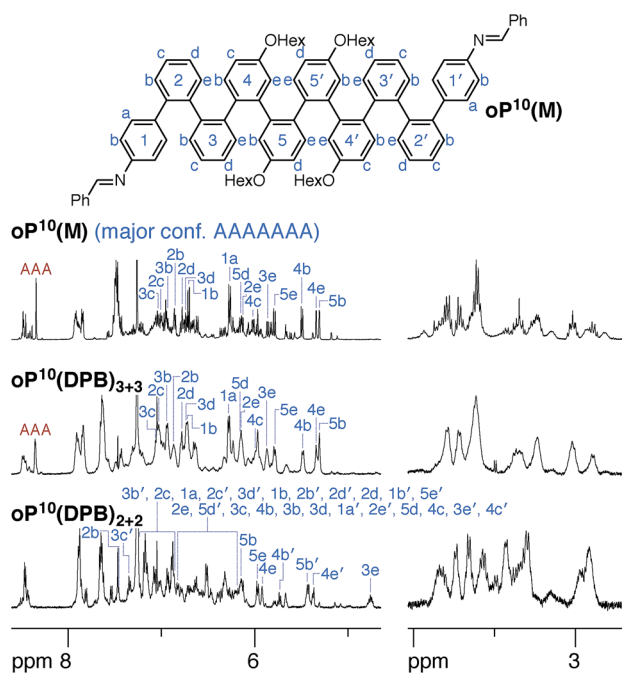 OHex OHex Ph
N
c d c d d c 1' b
b 2 e b 4 e e 5' b e 3' b a
oP¹⁰(M)
a
b 1 b 3 e b 5 e e 4' b e 2' b
c d c d d c d c
N
Ph HexO HexO
oP¹⁰(M) (major conf. AAAAAAA)
AAA 3c 2c 3b 2b 2d 3d 1b 1a 5d 2e 4c 3e 5e 4b 4e 5b
oP¹⁰(DPB)₃₊₃
AAA 3c 2c 3b 2b 2d 3d 1b 1a 5d 2e 4c 3e 5e 4b 4e 5b
oP¹⁰(DPB)₂₊₂
3b', 2c, 1a, 2c', 3d', 1b, 2b', 2d', 2d, 1b', 5e'
2e, 5d', 3c, 4b, 3b, 3d, 1a', 2e', 5d, 4c, 3e', 4c'
2b 3c' 5b 5e 4e 4b' 5b' 4e' 3e
ppm 8 6 ppm 3